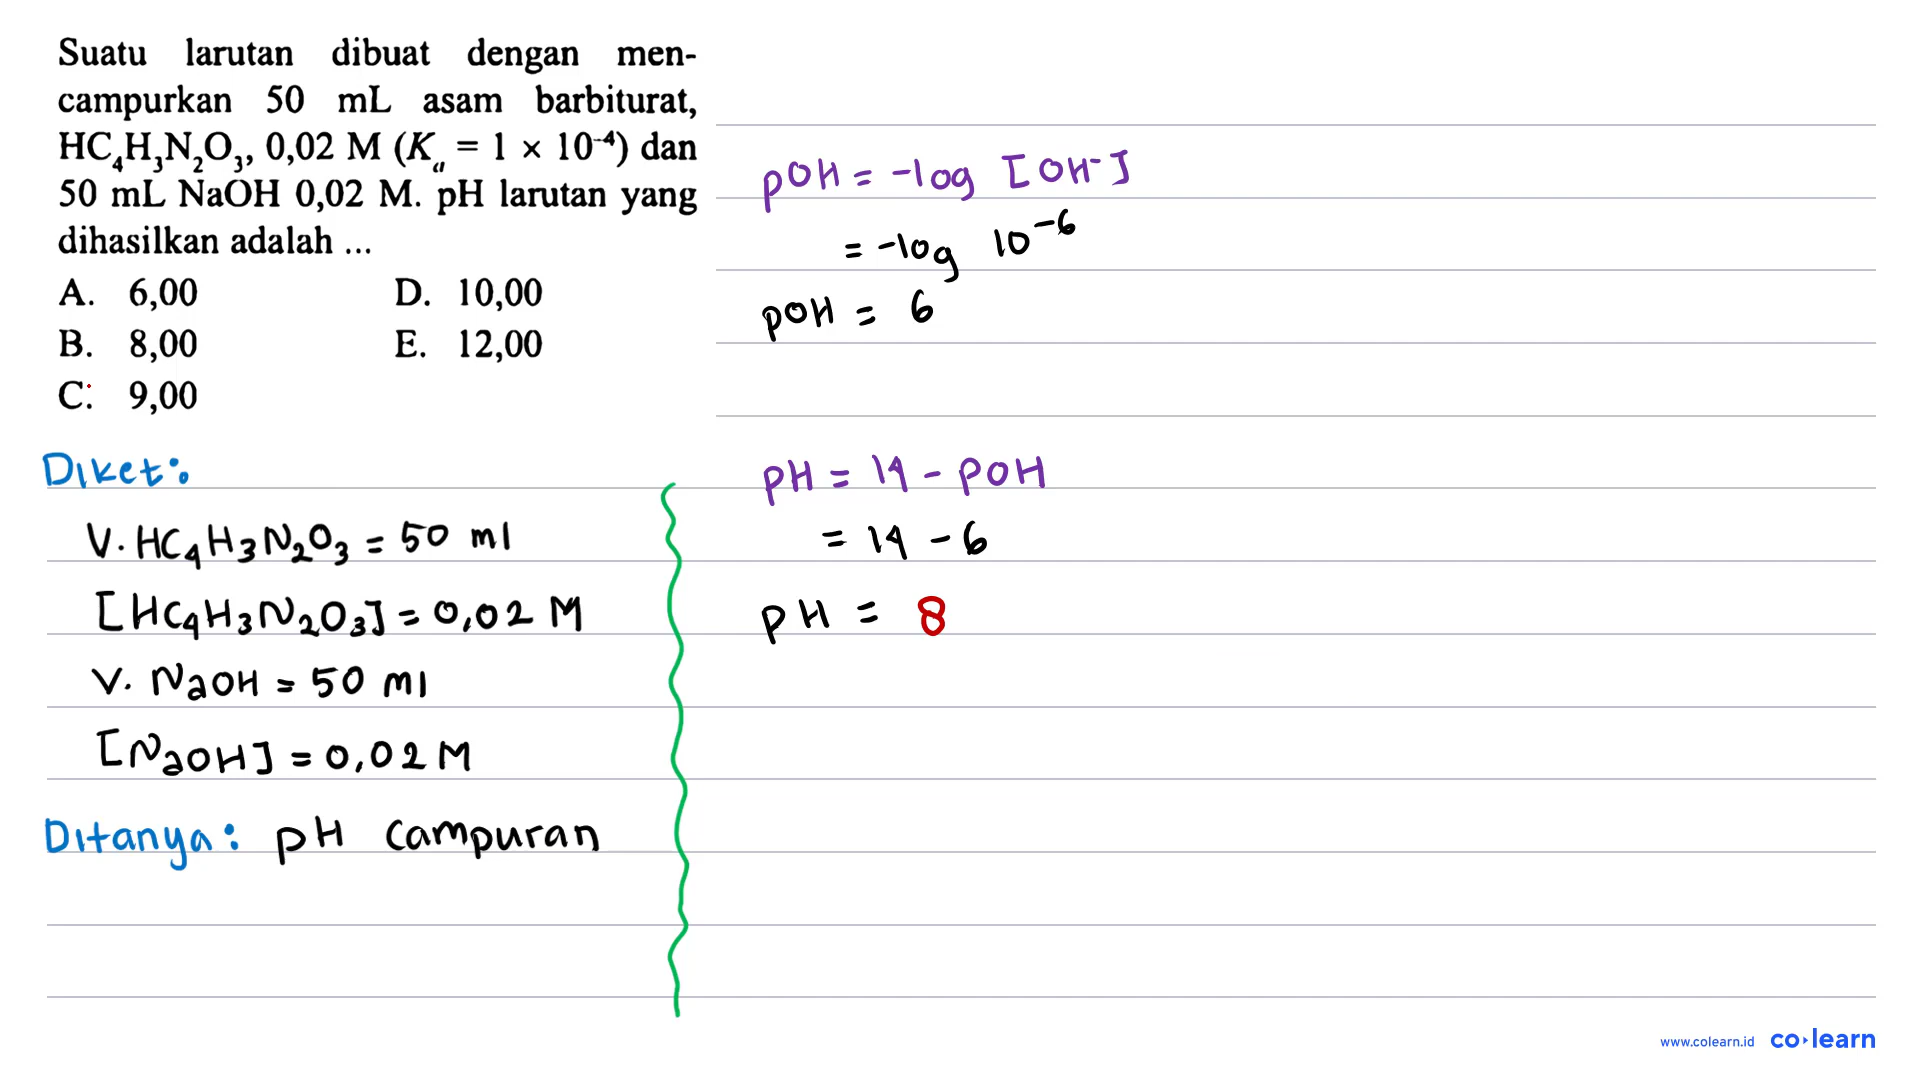 Suatu larutan dibuat dengan men-
campurkan 50 mL asam barbiturat,
HC₄H₃N₂O₃, 0,02 M (Kₐ = 1 × 10⁻⁴) dan
50 mL NaOH 0,02 M. pH larutan yang
dihasilkan adalah ...
A. 6,00 D. 10,00
B. 8,00 E. 12,00
C. 9,00
Diket:
V. HC₄H₃N₂O₃ = 50 ml
[HC₄H₃N₂O₃] = 0,02 M
V. NaOH = 50 ml
[NaOH] = 0,02 M
Ditanya: pH campuran
pOH = -log [OH⁻]
= -log 10⁻⁶
pOH = 6
pH = 14 - pOH
= 14 - 6
pH = 8
www.colearn.id co learn